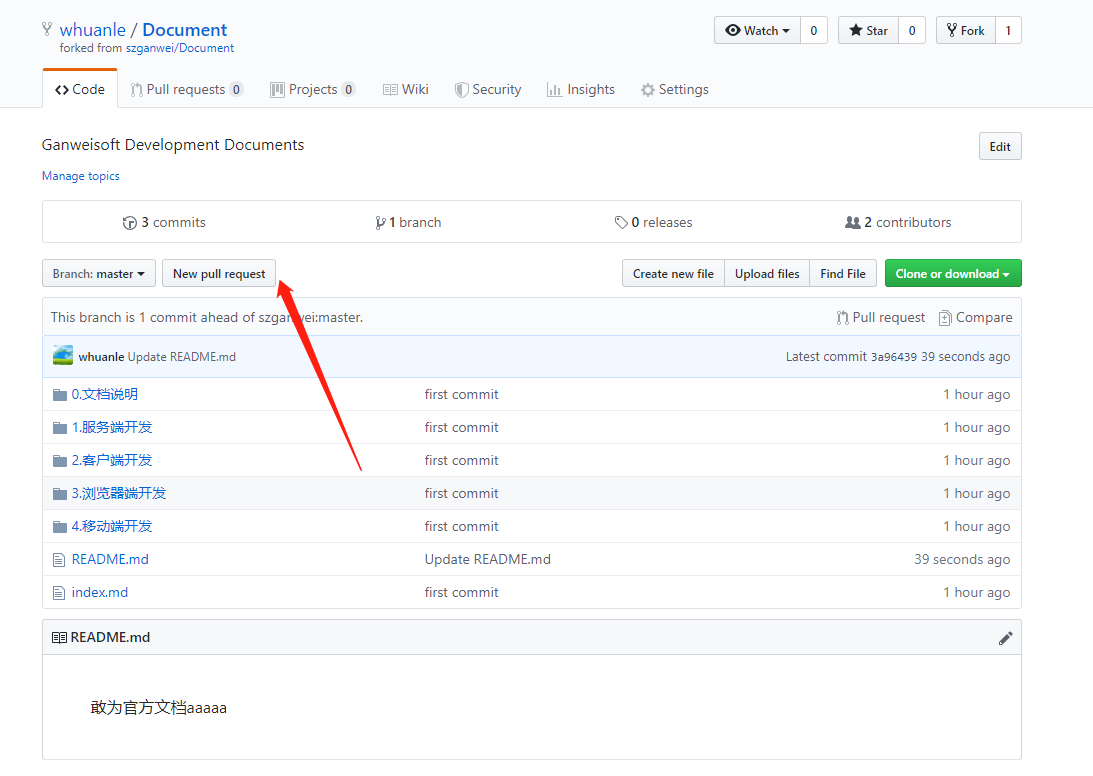 whuanle / Document
Watch 0 Star 0 Fork 1
forked from szganwei/Document
Code Pull requests 0 Projects 0 Wiki Security Insights Settings
Ganweisoft Development Documents
Edit
Manage topics
3 commits 1 branch 0 releases 2 contributors
Branch: master New pull request Create new file Upload files Find File Clone or download
This branch is 1 commit ahead of szganwei:master. Pull request Compare
whuanle Update README.md Latest commit 3a96439 39 seconds ago
0.文档说明 first commit 1 hour ago
1.服务端开发 first commit 1 hour ago
2.客户端开发 first commit 1 hour ago
3.浏览器端开发 first commit 1 hour ago
4.移动端开发 first commit 1 hour ago
README.md Update README.md 39 seconds ago
index.md first commit 1 hour ago
README.md
敢为官方文档aaaaa